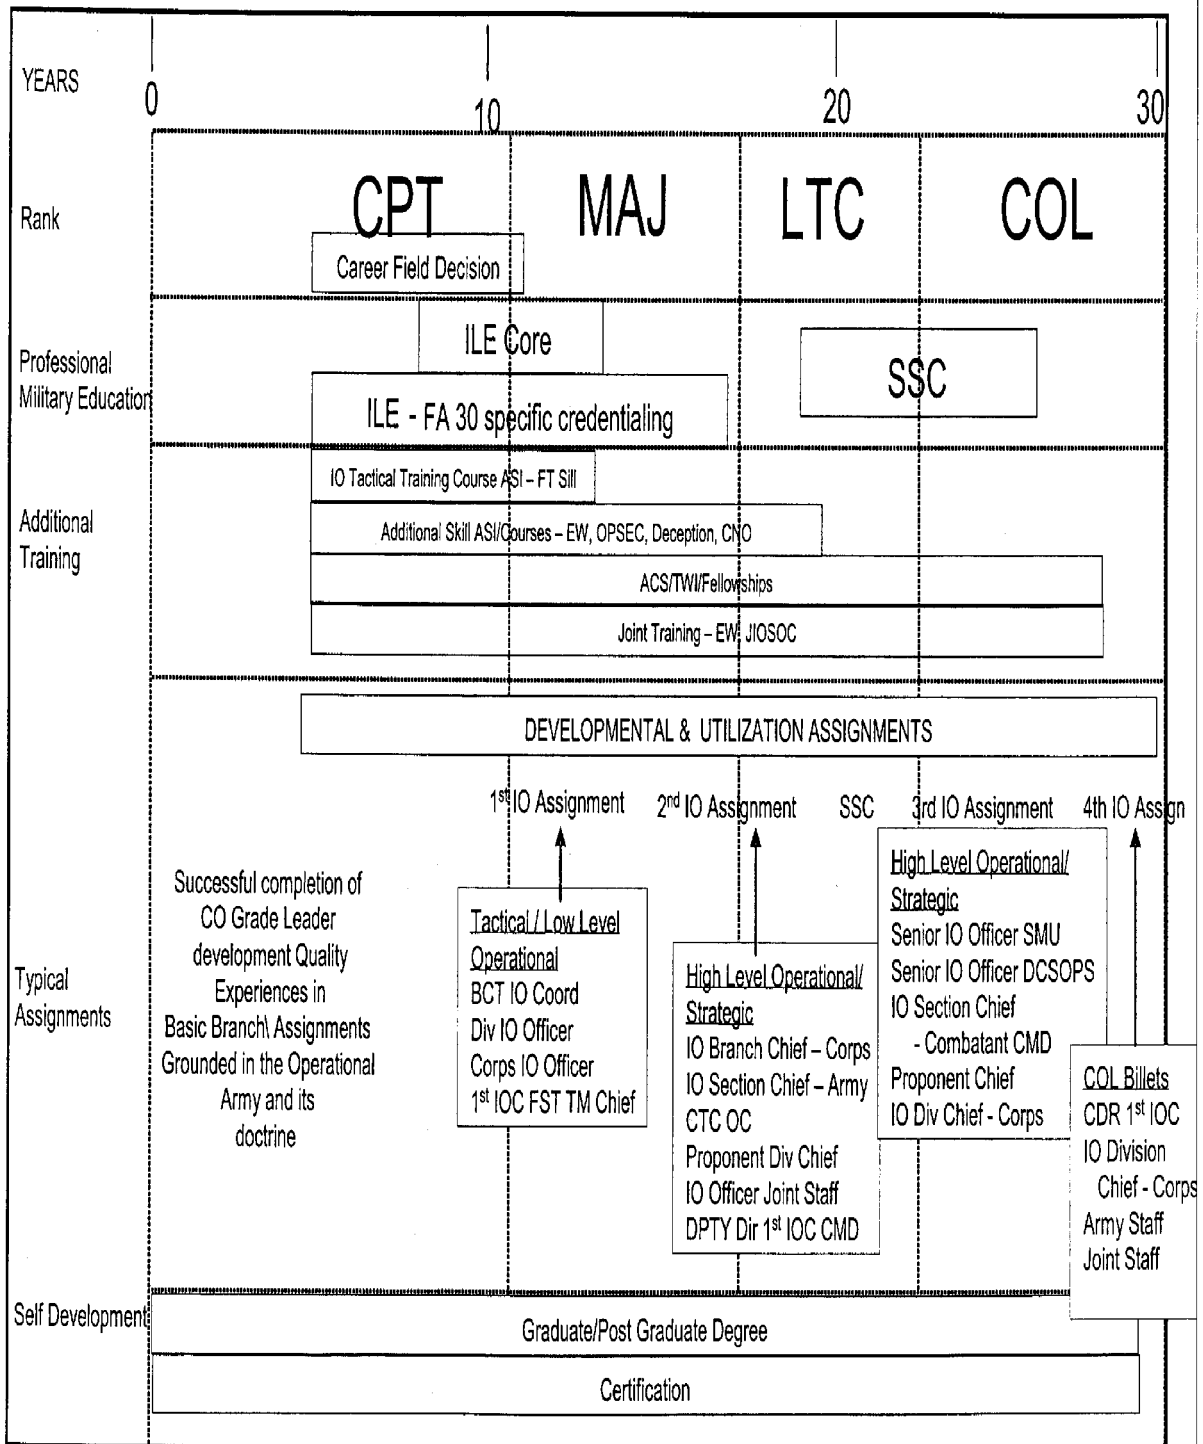 YEARS
0
10
20
30
Rank
CPT
MAJ
LTC
COL
Career Field Decision
Professional
Military Education
ILE Core
SSC
ILE - FA 30 specific credentialing
Additional
Training
IO Tactical Training Course ASI – FT Sill
Additional Skill ASI/Courses – EW, OPSEC, Deception, CNO
ACS/TWI/Fellowships
Joint Training – EW, JIOSOC
DEVELOPMENTAL & UTILIZATION ASSIGNMENTS
Typical
Assignments
Successful completion of
CO Grade Leader
development Quality
Experiences in
Basic Branch\ Assignments
Grounded in the Operational
Army and its
doctrine
1st IO Assignment
2nd IO Assignment
SSC
3rd IO Assignment
4th IO Assign
Tactical / Low Level
Operational
BCT IO Coord
Div IO Officer
Corps IO Officer
1st IOC FST TM Chief
High Level Operational/
Strategic
IO Branch Chief – Corps
IO Section Chief – Army
CTC OC
Proponent Div Chief
IO Officer Joint Staff
DPTY Dir 1st IOC CMD
High Level Operational/
Strategic
Senior IO Officer SMU
Senior IO Officer DCSOPS
IO Section Chief
- Combatant CMD
Proponent Chief
IO Div Chief - Corps
COL Billets
CDR 1st IOC
IO Division
Chief - Corps
Army Staff
Joint Staff
Self Development
Graduate/Post Graduate Degree
Certification